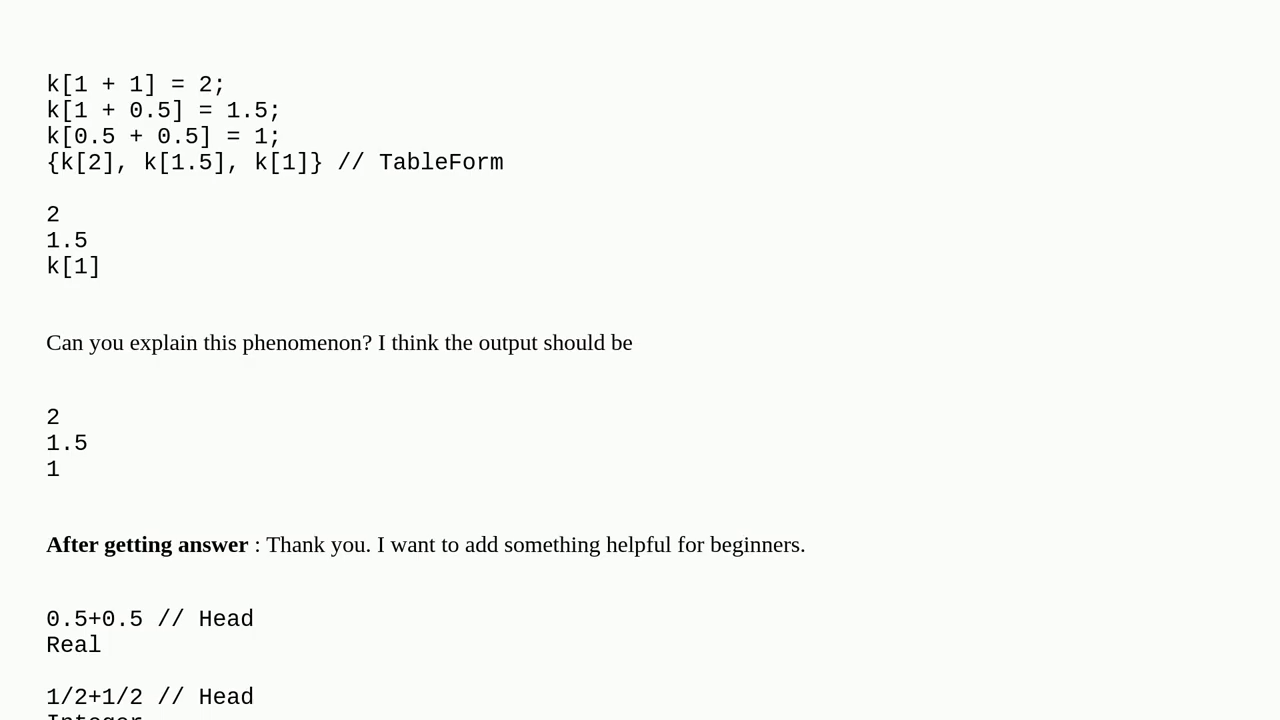 k[1 + 1] = 2;
k[1 + 0.5] = 1.5;
k[0.5 + 0.5] = 1;
{k[2], k[1.5], k[1]} // TableForm
2
1.5
k[1]
Can you explain this phenomenon? I think the output should be
2
1.5
1
After getting answer : Thank you. I want to add something helpful for beginners.
0.5+0.5 // Head
Real
1/2+1/2 // Head
Integer